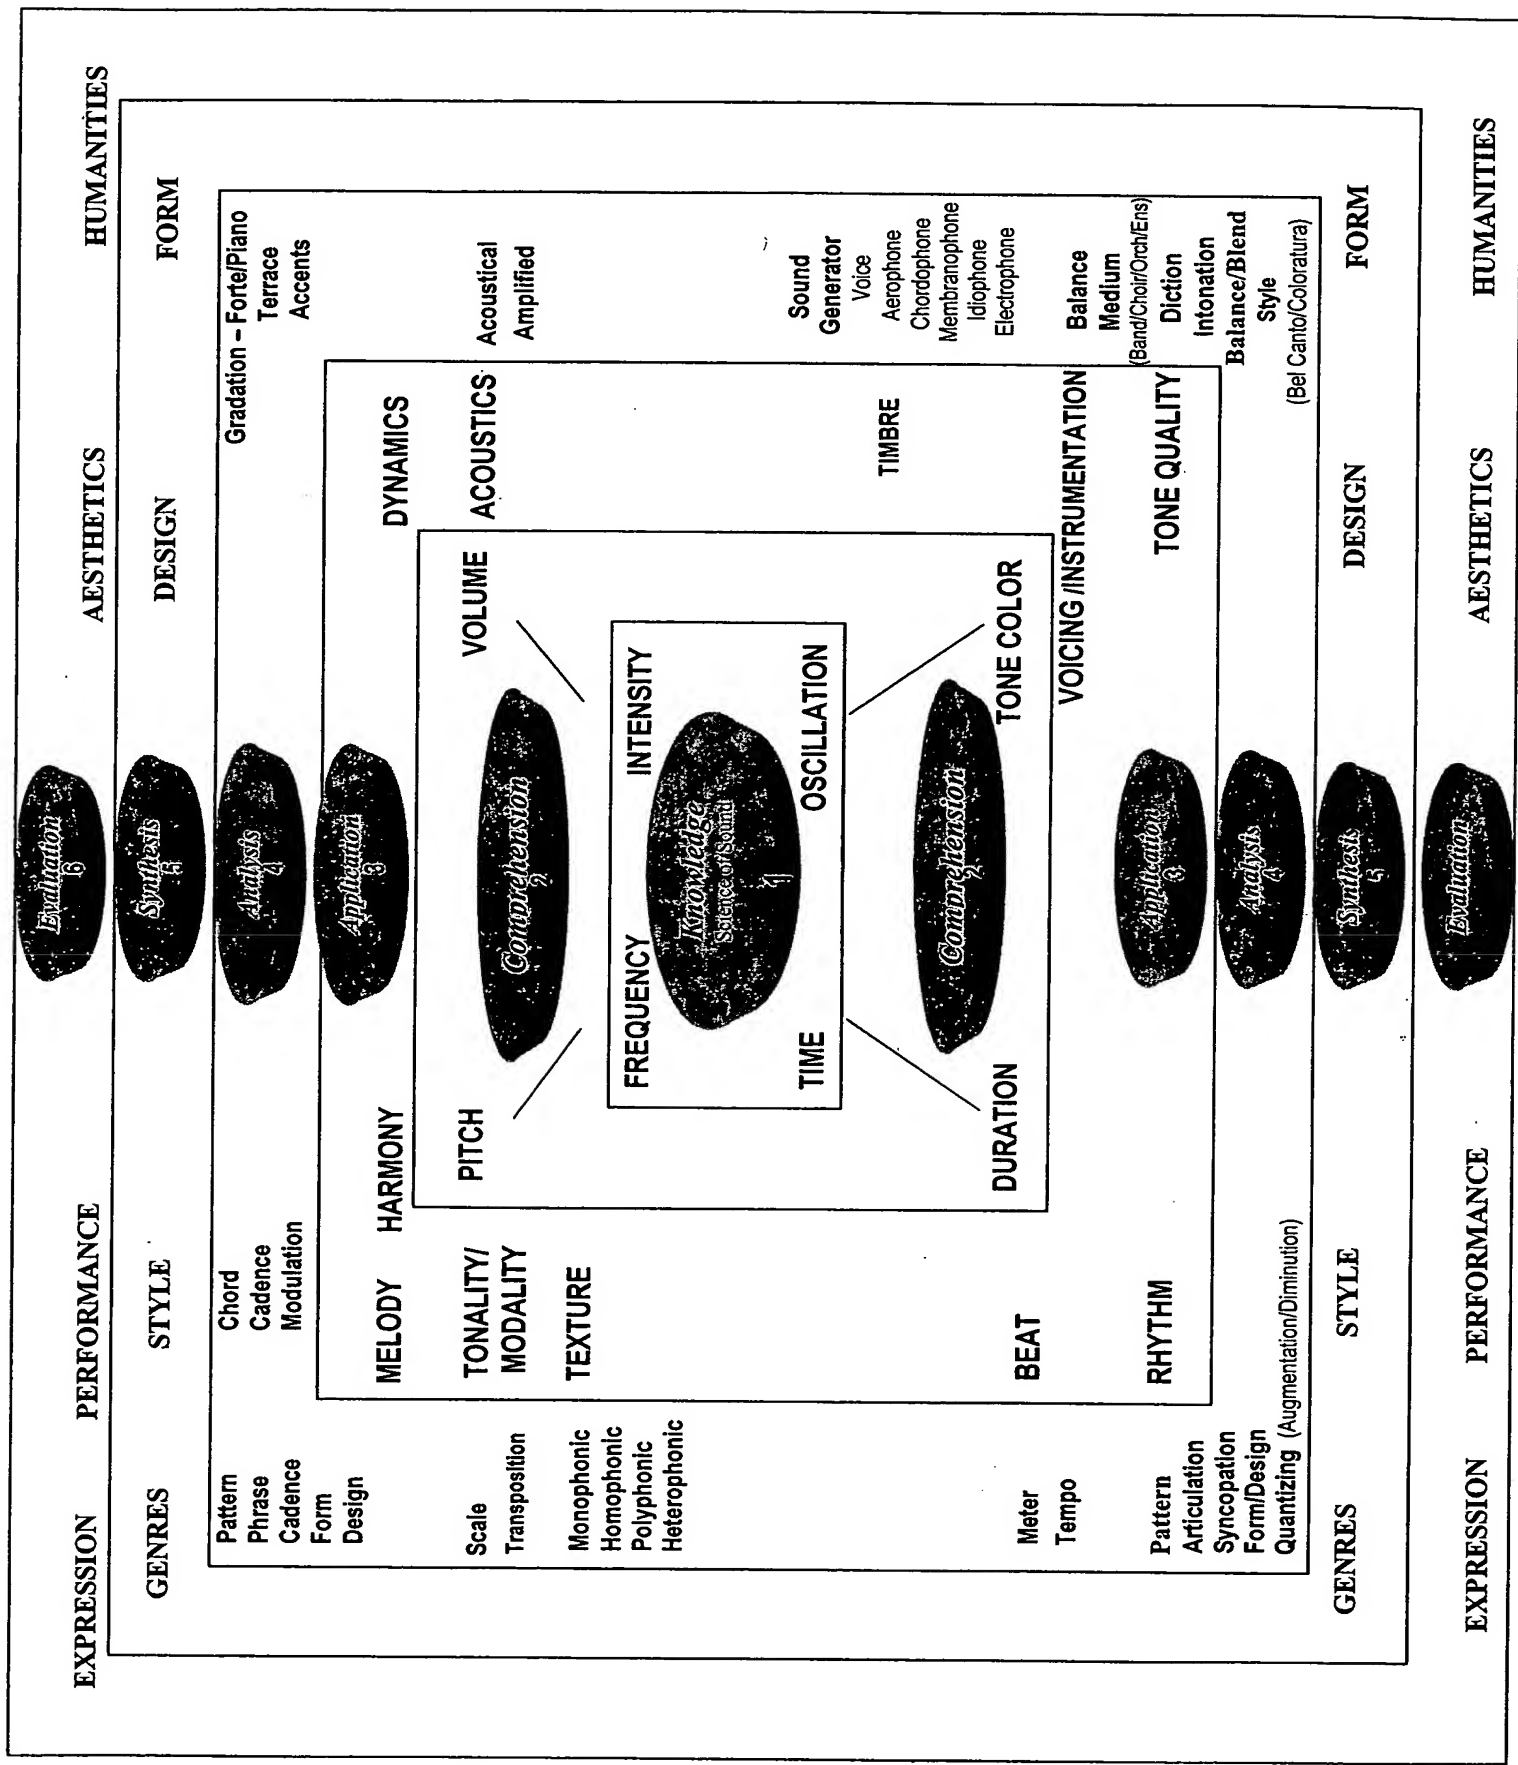 EXPRESSION PERFORMANCE AESTHETICS HUMANITIES
Evaluation
6
GENRES STYLE DESIGN FORM
Synthesis
5
Pattern
Phrase
Cadence
Form
Design
Chord
Cadence
Modulation
Analysis
4
Gradation – Forte/Piano
Terrace
Accents
Application
3
MELODY HARMONY
DYNAMICS
Scale
Transposition
TONALITY/
MODALITY
PITCH
VOLUME
ACOUSTICS
Acoustical
Amplified
Comprehension
2
Monophonic
Homophonic
Polyphonic
Heterophonic
TEXTURE
FREQUENCY INTENSITY
Knowledge
Science of Sound
1
TIME OSCILLATION
TIMBRE
Sound
Generator
Voice
Aerophone
Chordophone
Membranophone
Idiophone
Electrophone
Comprehension
2
DURATION
TONE COLOR
Meter
Tempo
BEAT
VOICING /INSTRUMENTATION
Balance
Medium
(Band/Choir/Orch/Ens)
Diction
Intonation
Balance/Blend
Style
(Bel Canto/Coloratura)
RHYTHM
Application
3
TONE QUALITY
Pattern
Articulation
Syncopation
Form/Design
Quantizing (Augmentation/Diminution)
Analysis
4
GENRES STYLE DESIGN FORM
Synthesis
5
EXPRESSION PERFORMANCE AESTHETICS HUMANITIES
Evaluation